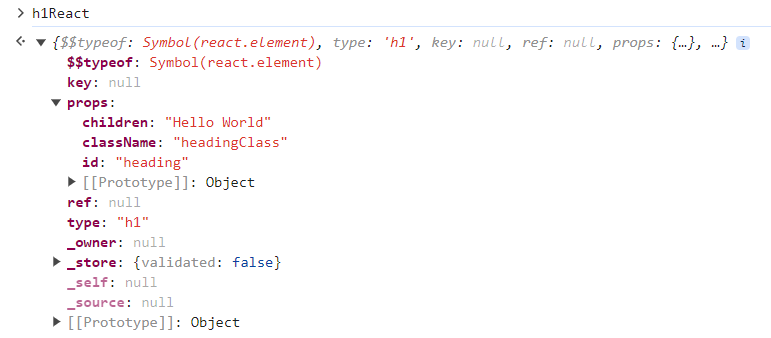 h1React
{$$typeof: Symbol(react.element), type: 'h1', key: null, ref: null, props: {…}, …} i
$$typeof: Symbol(react.element)
key: null
props:
children: "Hello World"
className: "headingClass"
id: "heading"
[[Prototype]]: Object
ref: null
type: "h1"
_owner: null
_store: {validated: false}
_self: null
_source: null
[[Prototype]]: Object